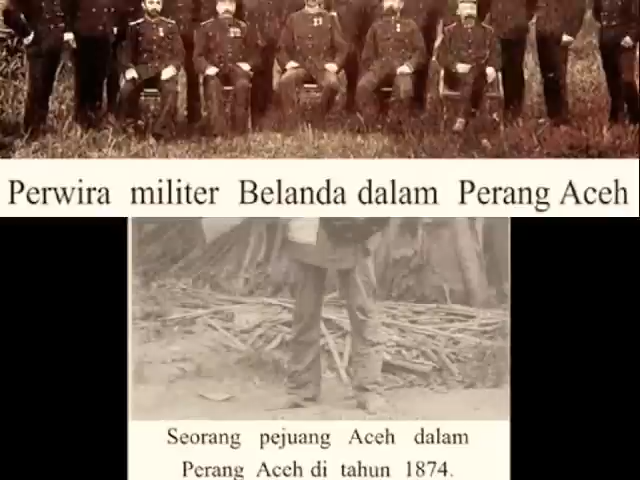 Perwira militer Belanda dalam Perang Aceh
Seorang pejuang Aceh dalam
Perang Aceh di tahun 1874.